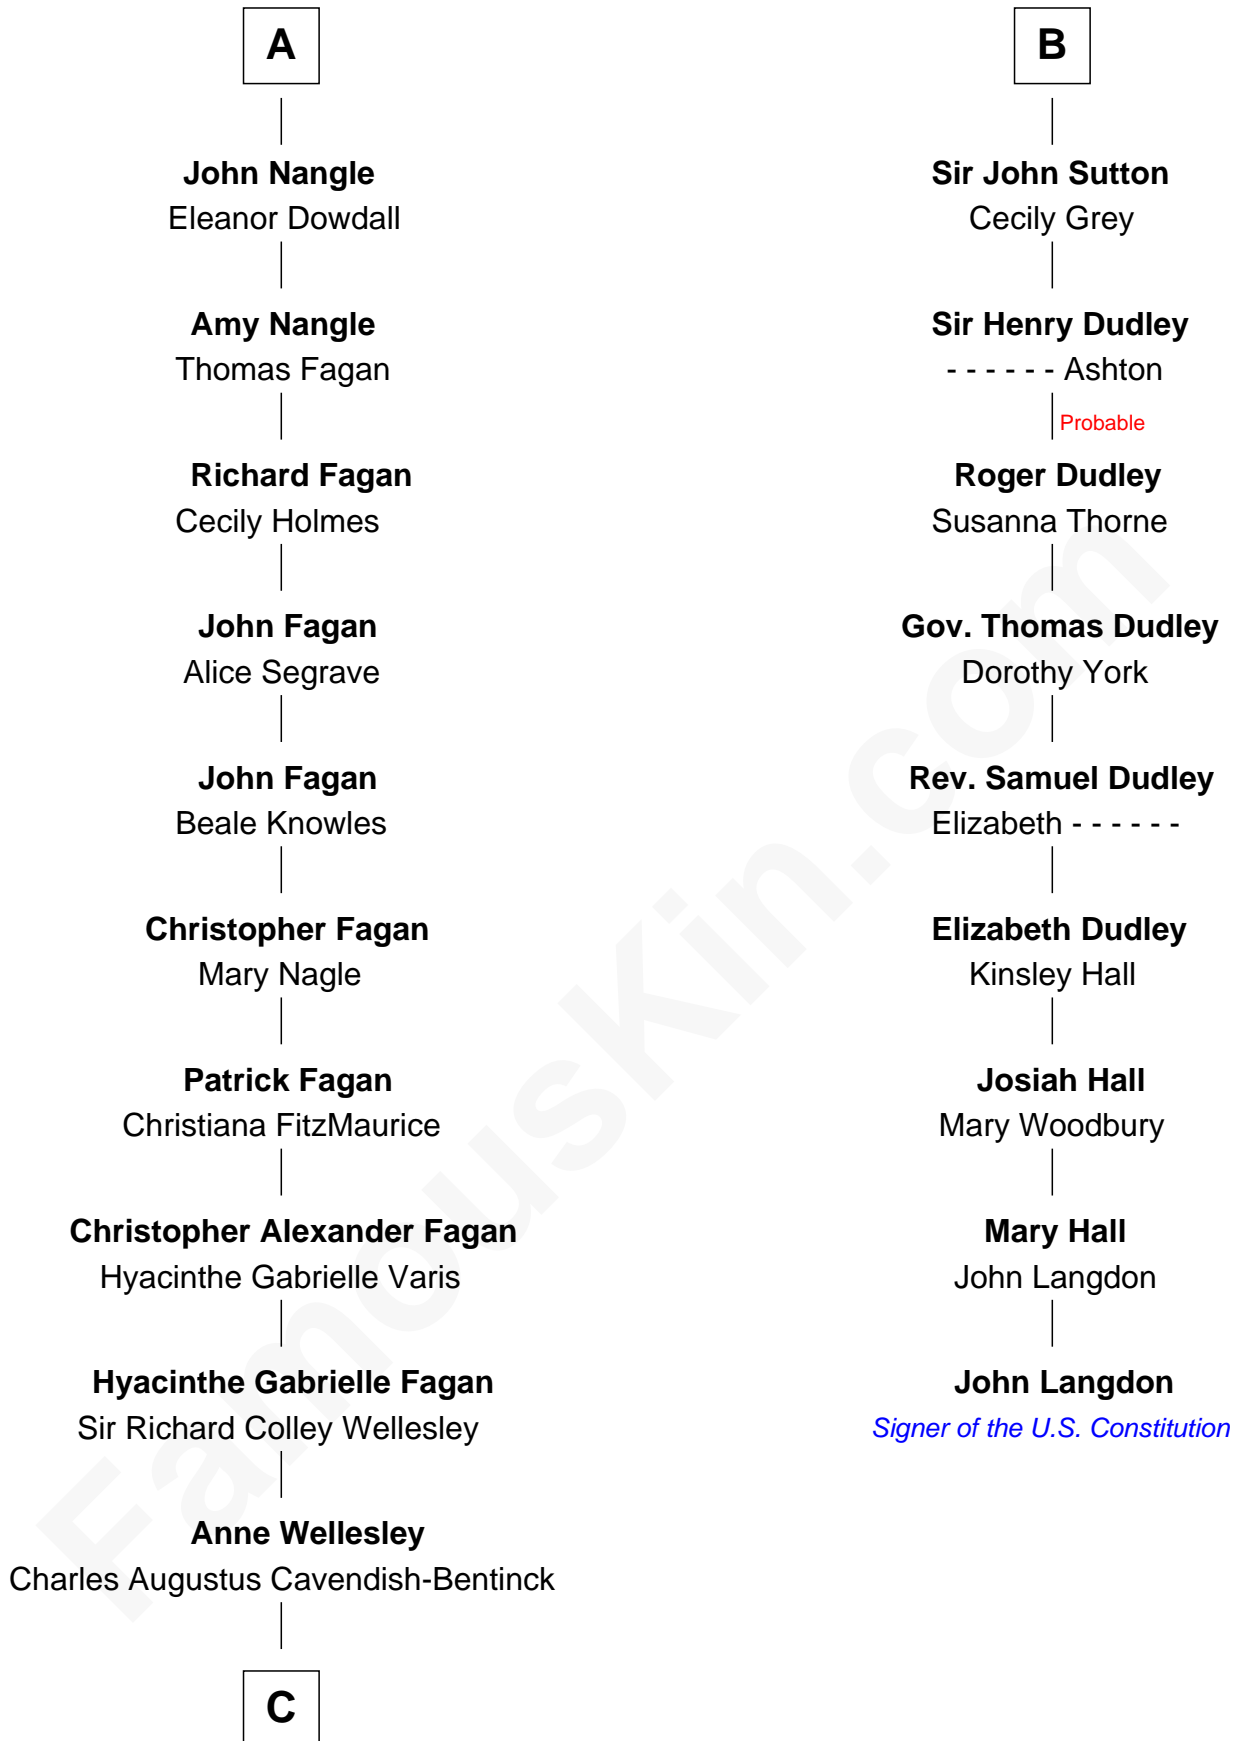 A
John Nangle
Eleanor Dowdall
Amy Nangle
Thomas Fagan
Richard Fagan
Cecily Holmes
John Fagan
Alice Segrave
John Fagan
Beale Knowles
Christopher Fagan
Mary Nagle
Patrick Fagan
Christiana FitzMaurice
Christopher Alexander Fagan
Hyacinthe Gabrielle Varis
Hyacinthe Gabrielle Fagan
Sir Richard Colley Wellesley
Anne Wellesley
Charles Augustus Cavendish-Bentinck
C
B
Sir John Sutton
Cecily Grey
Sir Henry Dudley
- - - - - - Ashton
Probable
Roger Dudley
Susanna Thorne
Gov. Thomas Dudley
Dorothy York
Rev. Samuel Dudley
Elizabeth - - - - - -
Elizabeth Dudley
Kinsley Hall
Josiah Hall
Mary Woodbury
Mary Hall
John Langdon
John Langdon
Signer of the U.S. Constitution
FamousKin.com